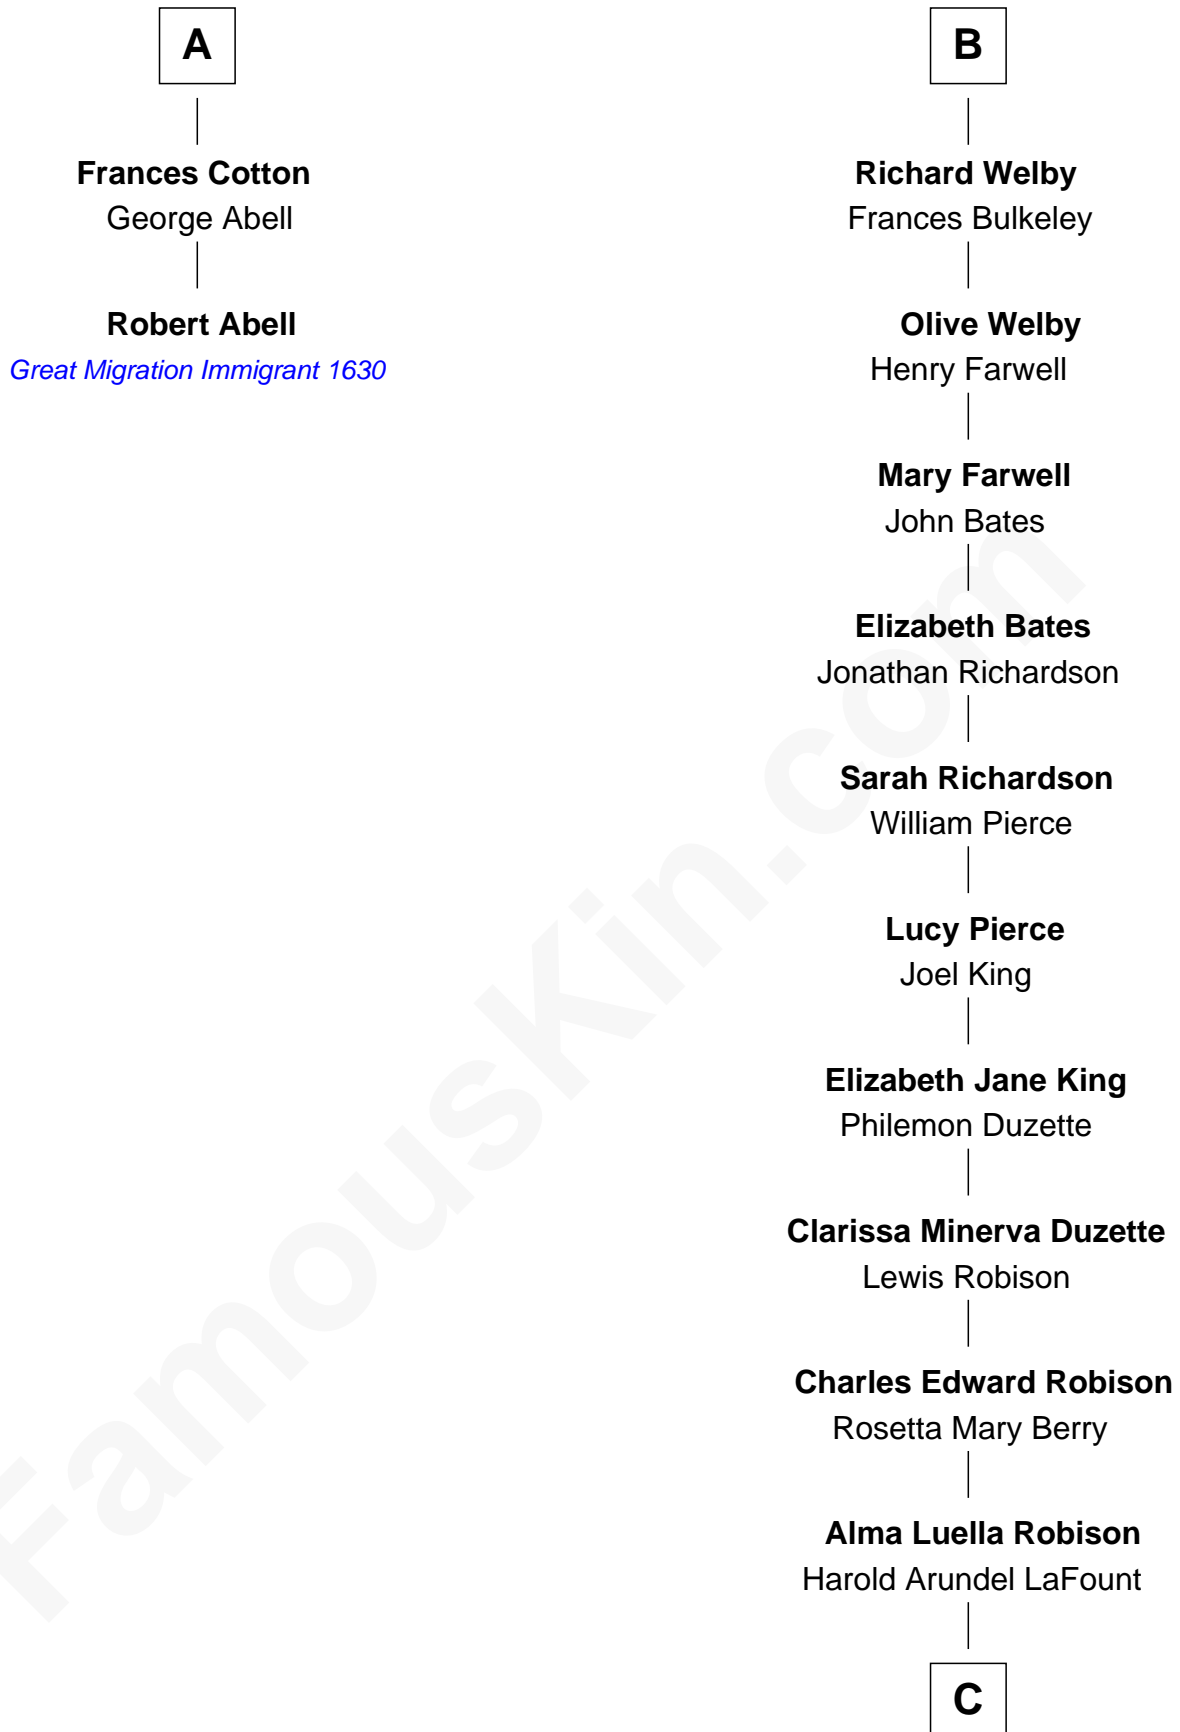 A
Frances Cotton
George Abell
Robert Abell
Great Migration Immigrant 1630
B
Richard Welby
Frances Bulkeley
Olive Welby
Henry Farwell
Mary Farwell
John Bates
Elizabeth Bates
Jonathan Richardson
Sarah Richardson
William Pierce
Lucy Pierce
Joel King
Elizabeth Jane King
Philemon Duzette
Clarissa Minerva Duzette
Lewis Robison
Charles Edward Robison
Rosetta Mary Berry
Alma Luella Robison
Harold Arundel LaFount
C
FamousKin.com